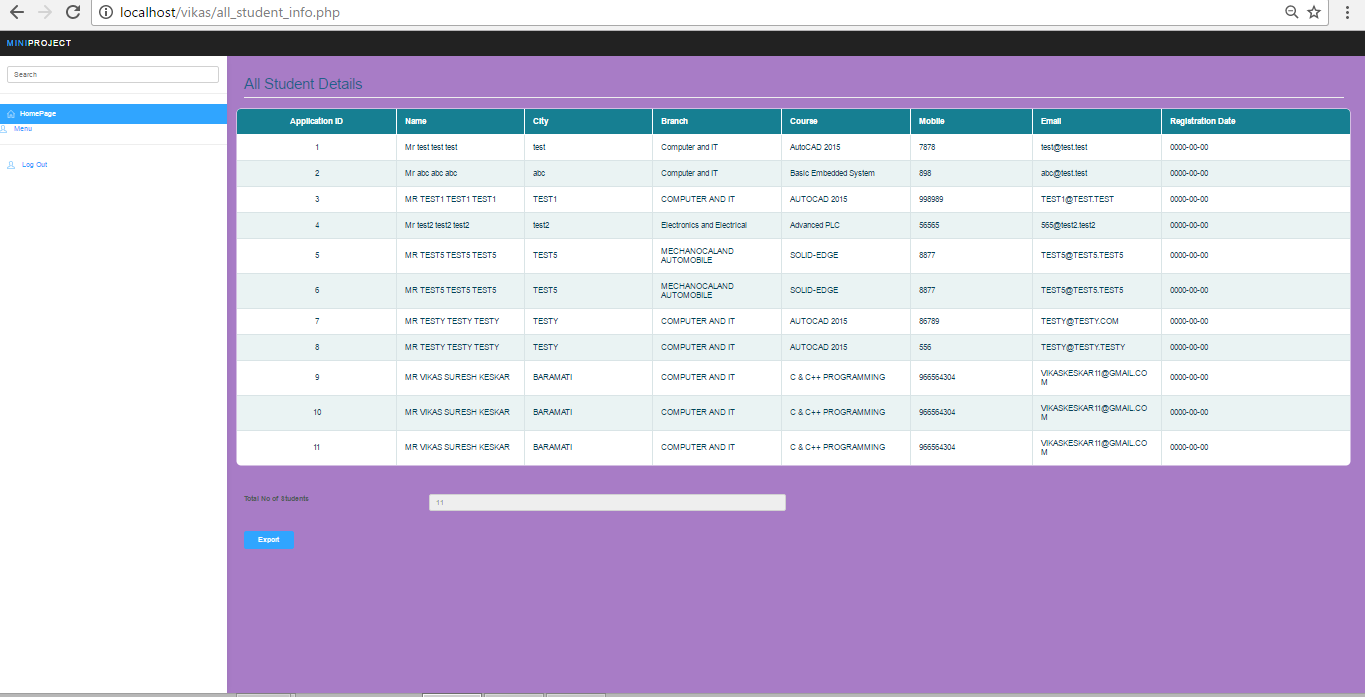 localhost/vikas/all_student_info.php
MINIPROJECT
Search
HomePage
Menu
Log Out
All Student Details
Application ID Name City Branch Course Mobile Email Registration Date
1 Mr test test test test Computer and IT AutoCAD 2015 7878 test@test.test 0000-00-00
2 Mr abc abc abc abc Computer and IT Basic Embedded System 898 abc@test.test 0000-00-00
3 MR TEST1 TEST1 TEST1 TEST1 COMPUTER AND IT AUTOCAD 2015 998989 TEST1@TEST.TEST 0000-00-00
4 Mr test2 test2 test2 test2 Electronics and Electrical Advanced PLC 56565 565@test2.test2 0000-00-00
5 MR TEST5 TEST5 TEST5 TEST5 MECHANOCALAND SOLID-EDGE 8877 TEST5@TEST5.TEST5 0000-00-00
AUTOMOBILE
6 MR TEST5 TEST5 TEST5 TEST5 MECHANOCALAND SOLID-EDGE 8877 TEST5@TEST5.TEST5 0000-00-00
AUTOMOBILE
7 MR TESTY TESTY TESTY TESTY COMPUTER AND IT AUTOCAD 2015 86789 TESTY@TESTY.COM 0000-00-00
8 MR TESTY TESTY TESTY TESTY COMPUTER AND IT AUTOCAD 2015 556 TESTY@TESTY.TESTY 0000-00-00
9 MR VIKAS SURESH KESKAR BARAMATI COMPUTER AND IT C & C++ PROGRAMMING 966564304 VIKASKESKAR11@GMAIL.CO
M 0000-00-00
10 MR VIKAS SURESH KESKAR BARAMATI COMPUTER AND IT C & C++ PROGRAMMING 966564304 VIKASKESKAR11@GMAIL.CO
M 0000-00-00
11 MR VIKAS SURESH KESKAR BARAMATI COMPUTER AND IT C & C++ PROGRAMMING 966564304 VIKASKESKAR11@GMAIL.CO
M 0000-00-00
Total No of Students 11
Export